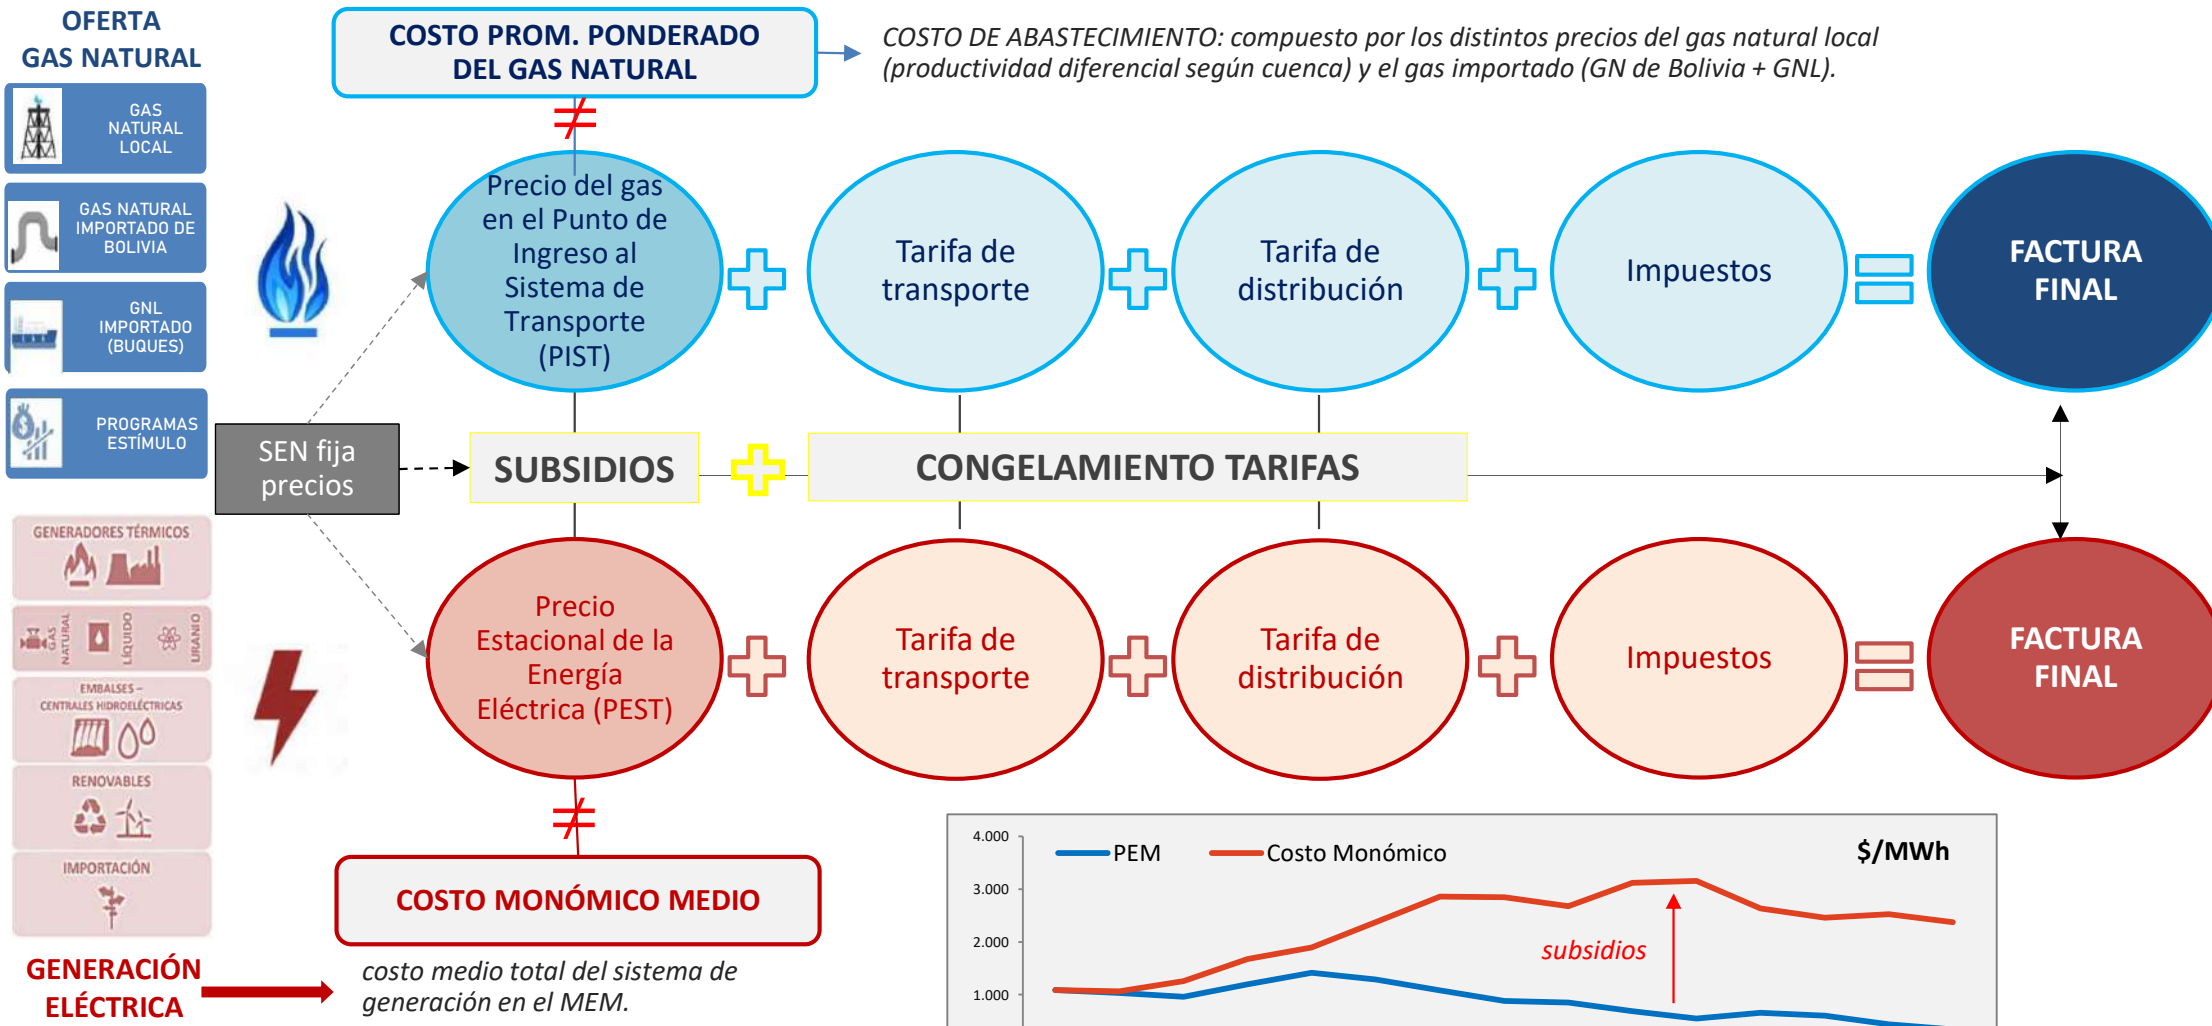 OFERTA
GAS NATURAL
GAS
NATURAL
LOCAL
GAS NATURAL
IMPORTADO DE
BOLIVIA
GNL
IMPORTADO
(BUQUES)
PROGRAMAS
ESTÍMULO
COSTO PROM. PONDERADO
DEL GAS NATURAL
≠
COSTO DE ABASTECIMIENTO: compuesto por los distintos precios del gas natural local
(productividad diferencial según cuenca) y el gas importado (GN de Bolivia + GNL).
Precio del gas
en el Punto de
Ingreso al
Sistema de
Transporte
(PIST)
Tarifa de
transporte
Tarifa de
distribución
Impuestos
FACTURA
FINAL
SEN fija
precios
SUBSIDIOS
CONGELAMIENTO TARIFAS
GENERADORES TÉRMICOS
GAS
NATURAL
LÍQUIDO
URANIO
EMBALSES –
CENTRALES HIDROELÉCTRICAS
RENOVABLES
IMPORTACIÓN
GENERACIÓN
ELÉCTRICA
Precio
Estacional de la
Energía
Eléctrica (PEST)
Tarifa de
transporte
Tarifa de
distribución
Impuestos
FACTURA
FINAL
≠
COSTO MONÓMICO MEDIO
costo medio total del sistema de
generación en el MEM.
4.000
3.000
2.000
1.000
PEM
Costo Monómico
$/MWh
subsidios